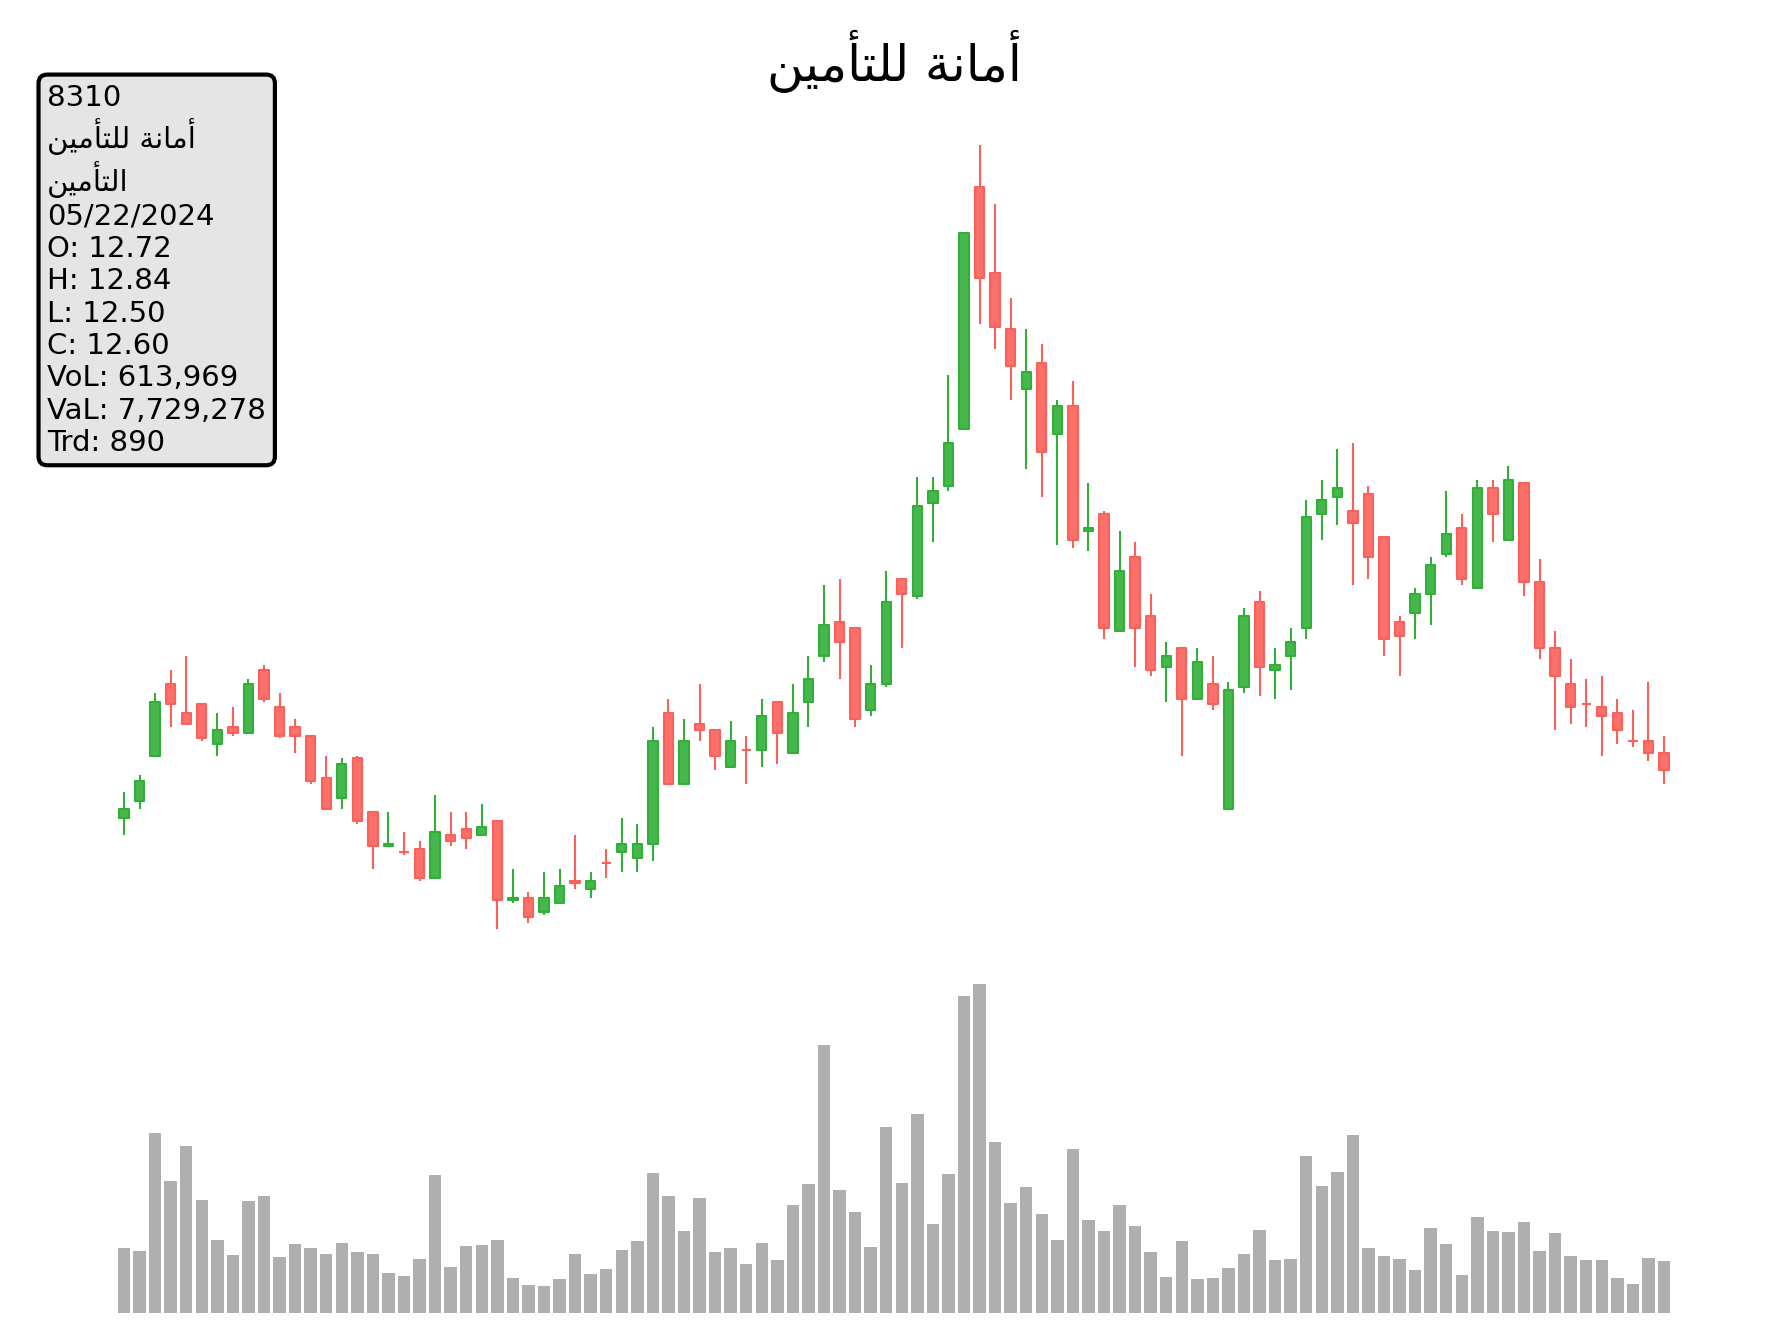 أمانة للتأمين
8310
أمانة للتأمين
التأمين
05/22/2024
O: 12.72
H: 12.84
L: 12.50
C: 12.60
VoL: 613,969
VaL: 7,729,278
Trd: 890